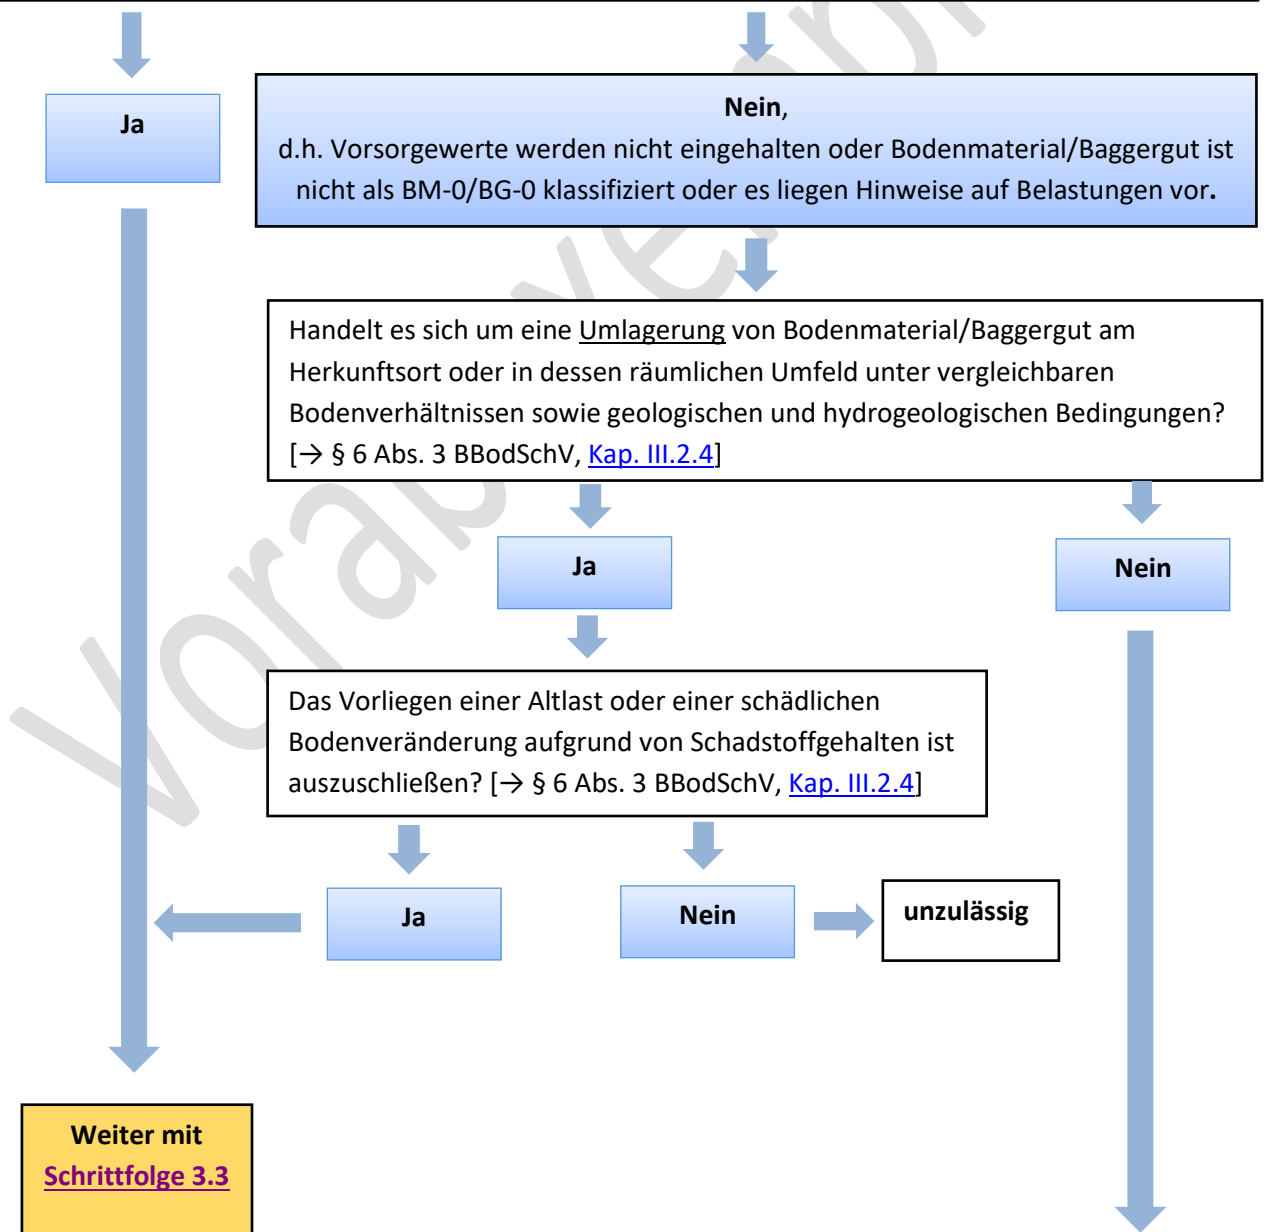 Ja
Nein,
d.h. Vorsorgewerte werden nicht eingehalten oder Bodenmaterial/Baggergut ist
nicht als BM-0/BG-0 klassifiziert oder es liegen Hinweise auf Belastungen vor.
Handelt es sich um eine Umlagerung von Bodenmaterial/Baggergut am
Herkunftsort oder in dessen räumlichen Umfeld unter vergleichbaren
Bodenverhältnissen sowie geologischen und hydrogeologischen Bedingungen?
[→ § 6 Abs. 3 BBodSchV, Kap. III.2.4]
Ja
Nein
Das Vorliegen einer Altlast oder einer schädlichen
Bodenveränderung aufgrund von Schadstoffgehalten ist
auszuschließen? [→ § 6 Abs. 3 BBodSchV, Kap. III.2.4]
Ja
Nein
unzulässig
Weiter mit
Schrittfolge 3.3